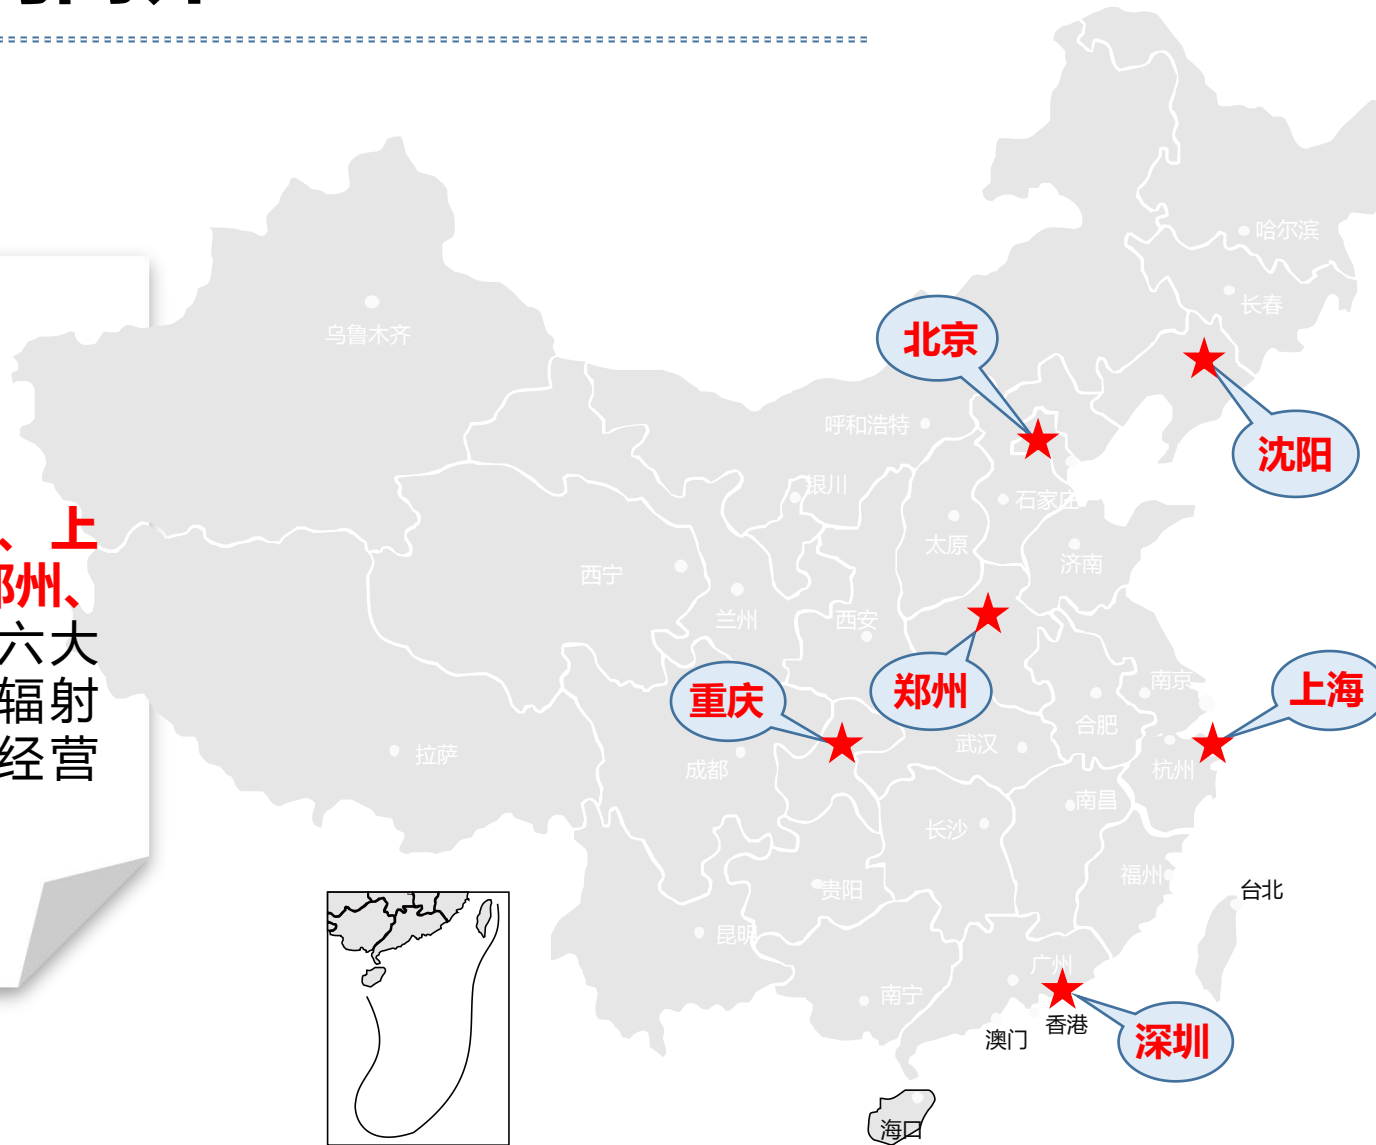 哈尔滨
长春
乌鲁木齐
北京
沈阳
呼和浩特
银川
石家庄
太原
济南
西宁
兰州
西安
、上
州、
六大
辐射
经营
重庆
郑州
南京
上海
合肥
武汉
杭州
拉萨
成都
南昌
长沙
贵阳
福州
台北
昆明
广州
南宁
香港
澳门
深圳
海口